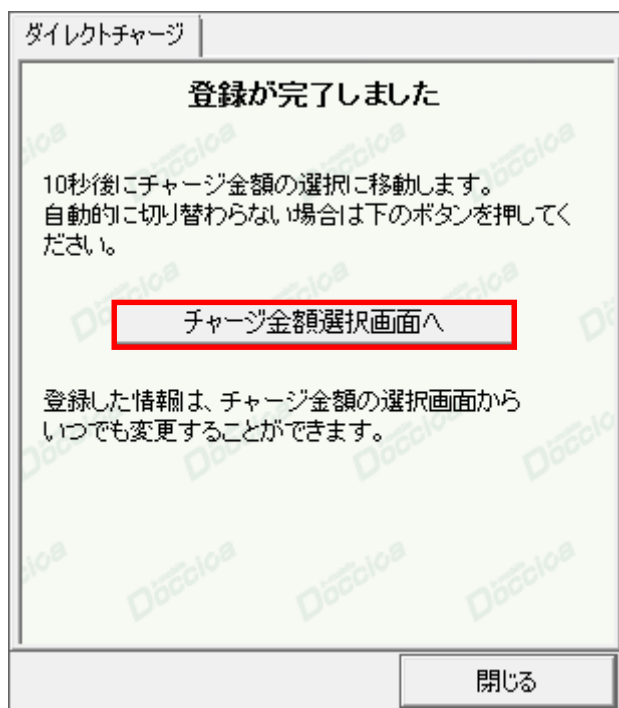 ダイレクトチャージ
登録が完了しました
10秒後にチャージ金額の選択に移動します。
自動的に切り替わらない場合は下のボタンを押してく
ださい。
チャージ金額選択画面へ
登録した情報は、チャージ金額の選択画面から
いつでも変更することができます。
閉じる